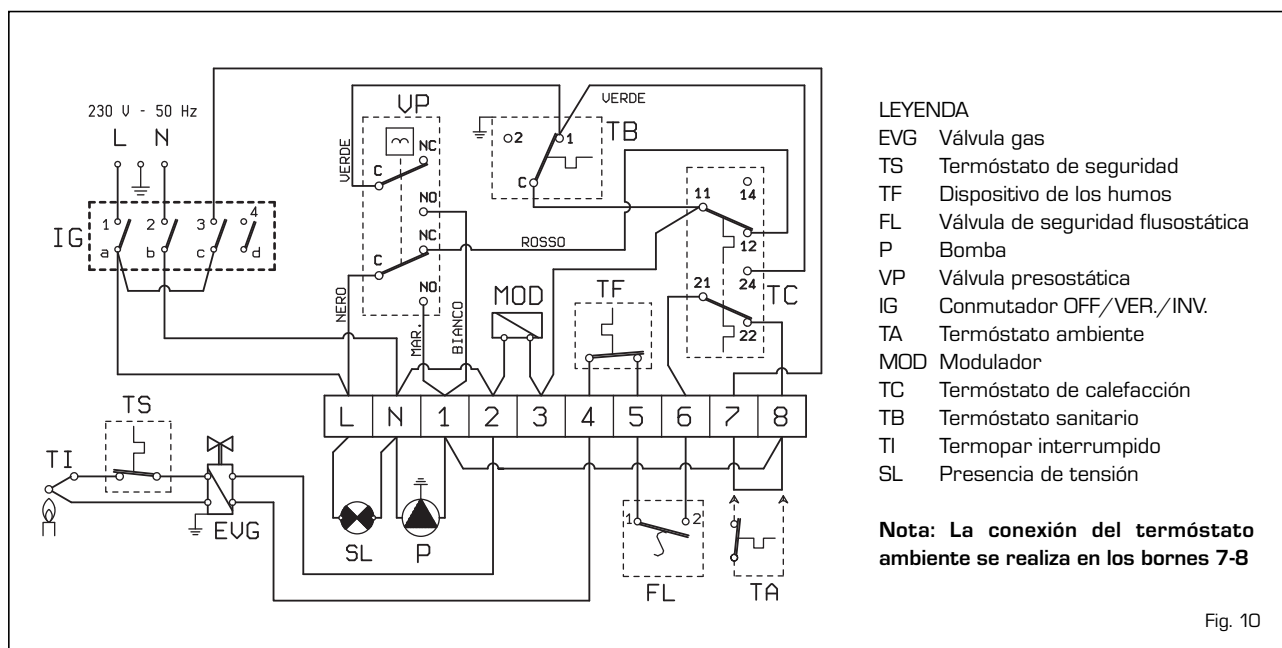 230 V - 50 Hz
L N
1 2 3 4
IG
a b c d
VP
VERDE
NC
C
NO
NC
C
NO
NERO
MAR.
BIANCO
ROSSO
VERDE
2 1 TB
C
11 14
12
24
21 TC
22
MOD
TF
L N 1 2 3 4 5 6 7 8
TS
TI
EVG
SL P
1 2
FL
TA
LEYENDA
EVG Válvula gas
TS Termóstato de seguridad
TF Dispositivo de los humos
FL Válvula de seguridad flusostática
P Bomba
VP Válvula presostática
IG Conmutador OFF/VER./INV.
TA Termóstato ambiente
MOD Modulador
TC Termóstato de calefacción
TB Termóstato sanitario
TI Termopar interrumpido
SL Presencia de tensión
Nota: La conexión del termóstato
ambiente se realiza en los bornes 7-8
Fig. 10